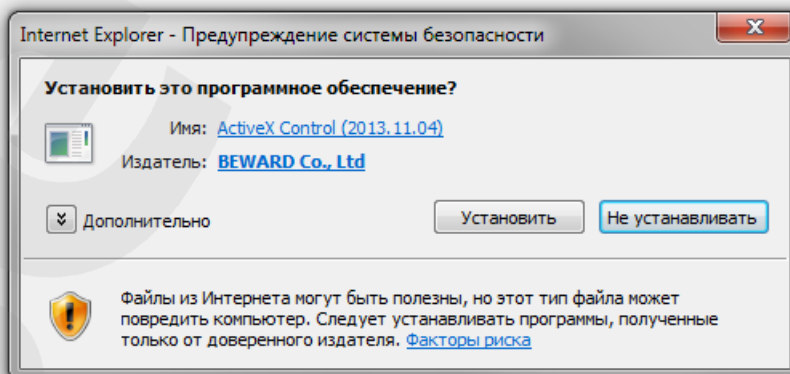 Internet Explorer - Предупреждение системы безопасности
Установить это программное обеспечение?
Имя: ActiveX Control (2013.11.04)
Издатель: BEWARD Co., Ltd
Дополнительно
Установить
Не устанавливать
Файлы из Интернета могут быть полезны, но этот тип файла может
повредить компьютер. Следует устанавливать программы, полученные
только от доверенного издателя. Факторы риска